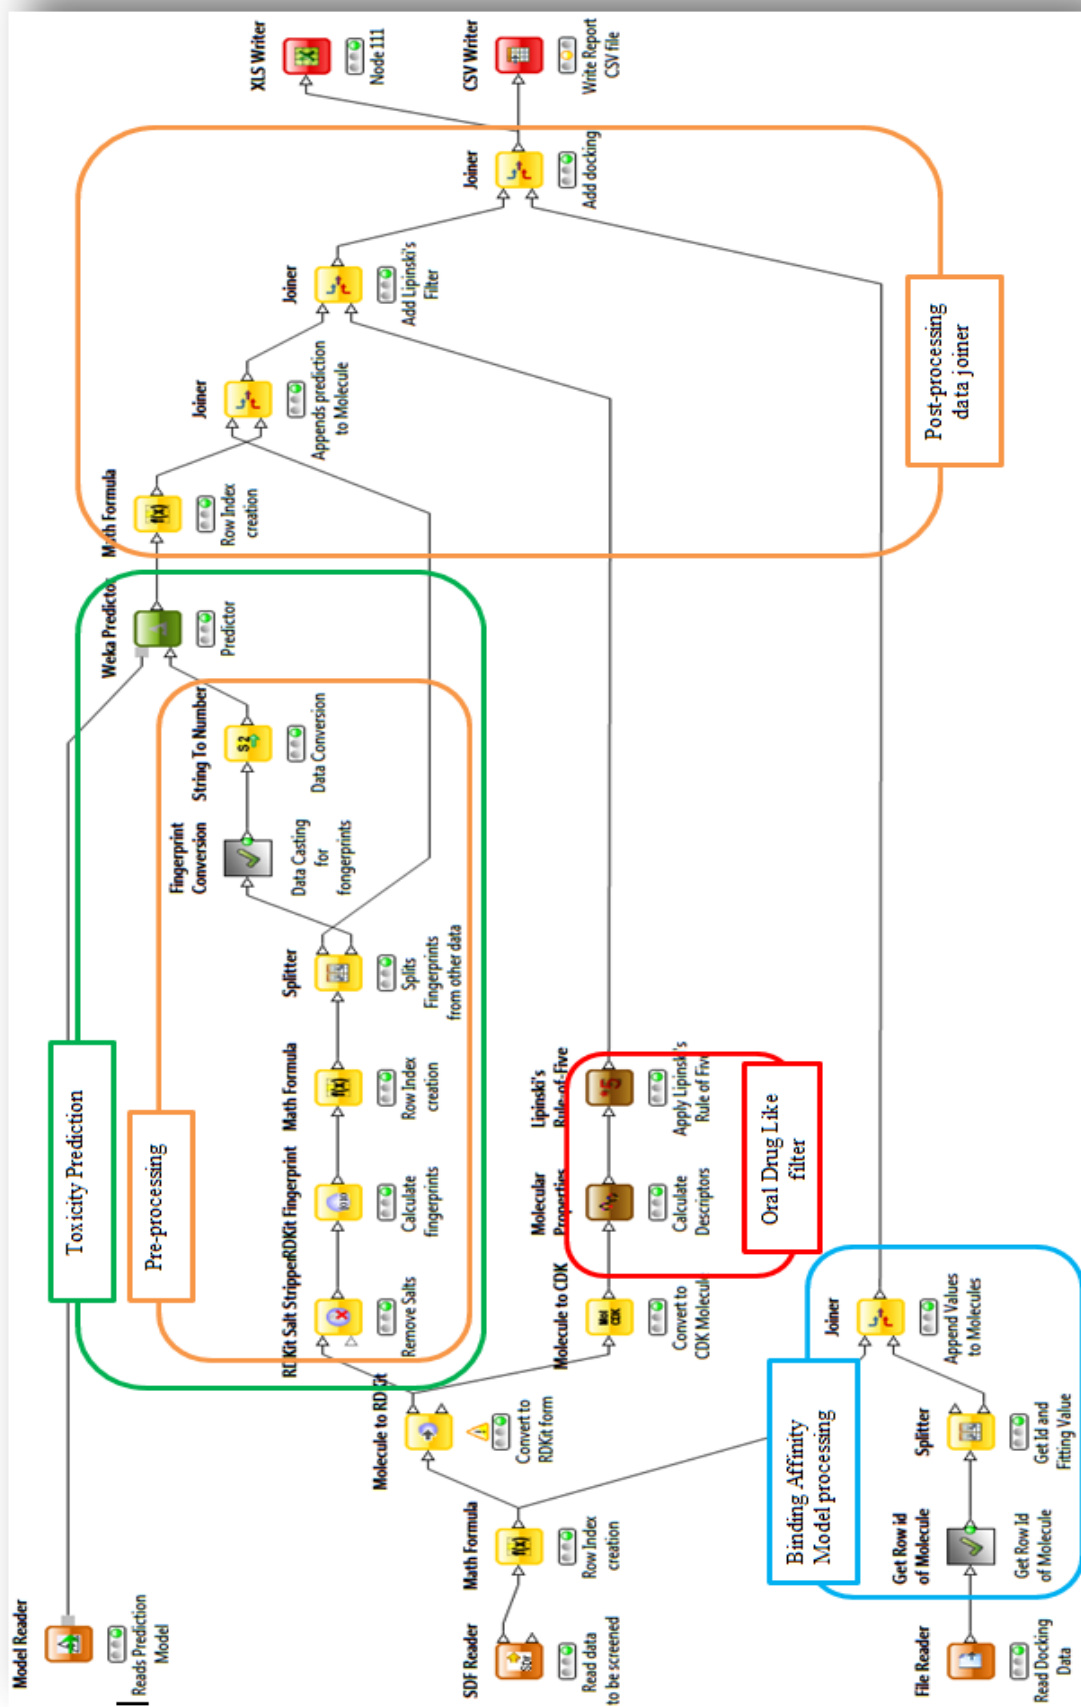 Model Reader
Reads Prediction
Model
SDF Reader
Read data
to be screened
File Reader
Read Docking
Data
Math Formula
Row Index
creation
Get Row id
of Molecule
Get Row Id
of Molecule
Molecule to RDKit
Convert to
RDKit form
Splitter
Get Id and
Fitting Value
Binding Affinity
Model processing
Joiner
Append Values
to Molecules
Toxicity Prediction
Pre-processing
RDKit Salt Stripper
Remove Salts
RDKit Fingerprint
Calculate
fingerprints
Math Formula
Row Index
creation
Splitter
Splits
Fingerprints
from other data
Fingerprint
Conversion
Data Casting
for
fongerprints
String To Number
S 2
Data Conversion
Weka Predictor
Predictor
Molecule to CDK
Mol
CDK
Convert to
CDK Molecule
Molecular
Properties
Calculate
Descriptors
Lipinski's
Rule-of-Five
Apply Lipinski's
Rule of Five
Oral Drug Like
filter
Math Formula
f(x)
Row Index
creation
Joiner
Appends prediction
to Molecule
Joiner
Add Lipinski's
Filter
Joiner
Add docking
Post-processing
data joiner
XLS Writer
Node 111
CSV Writer
Write Report
CSV file